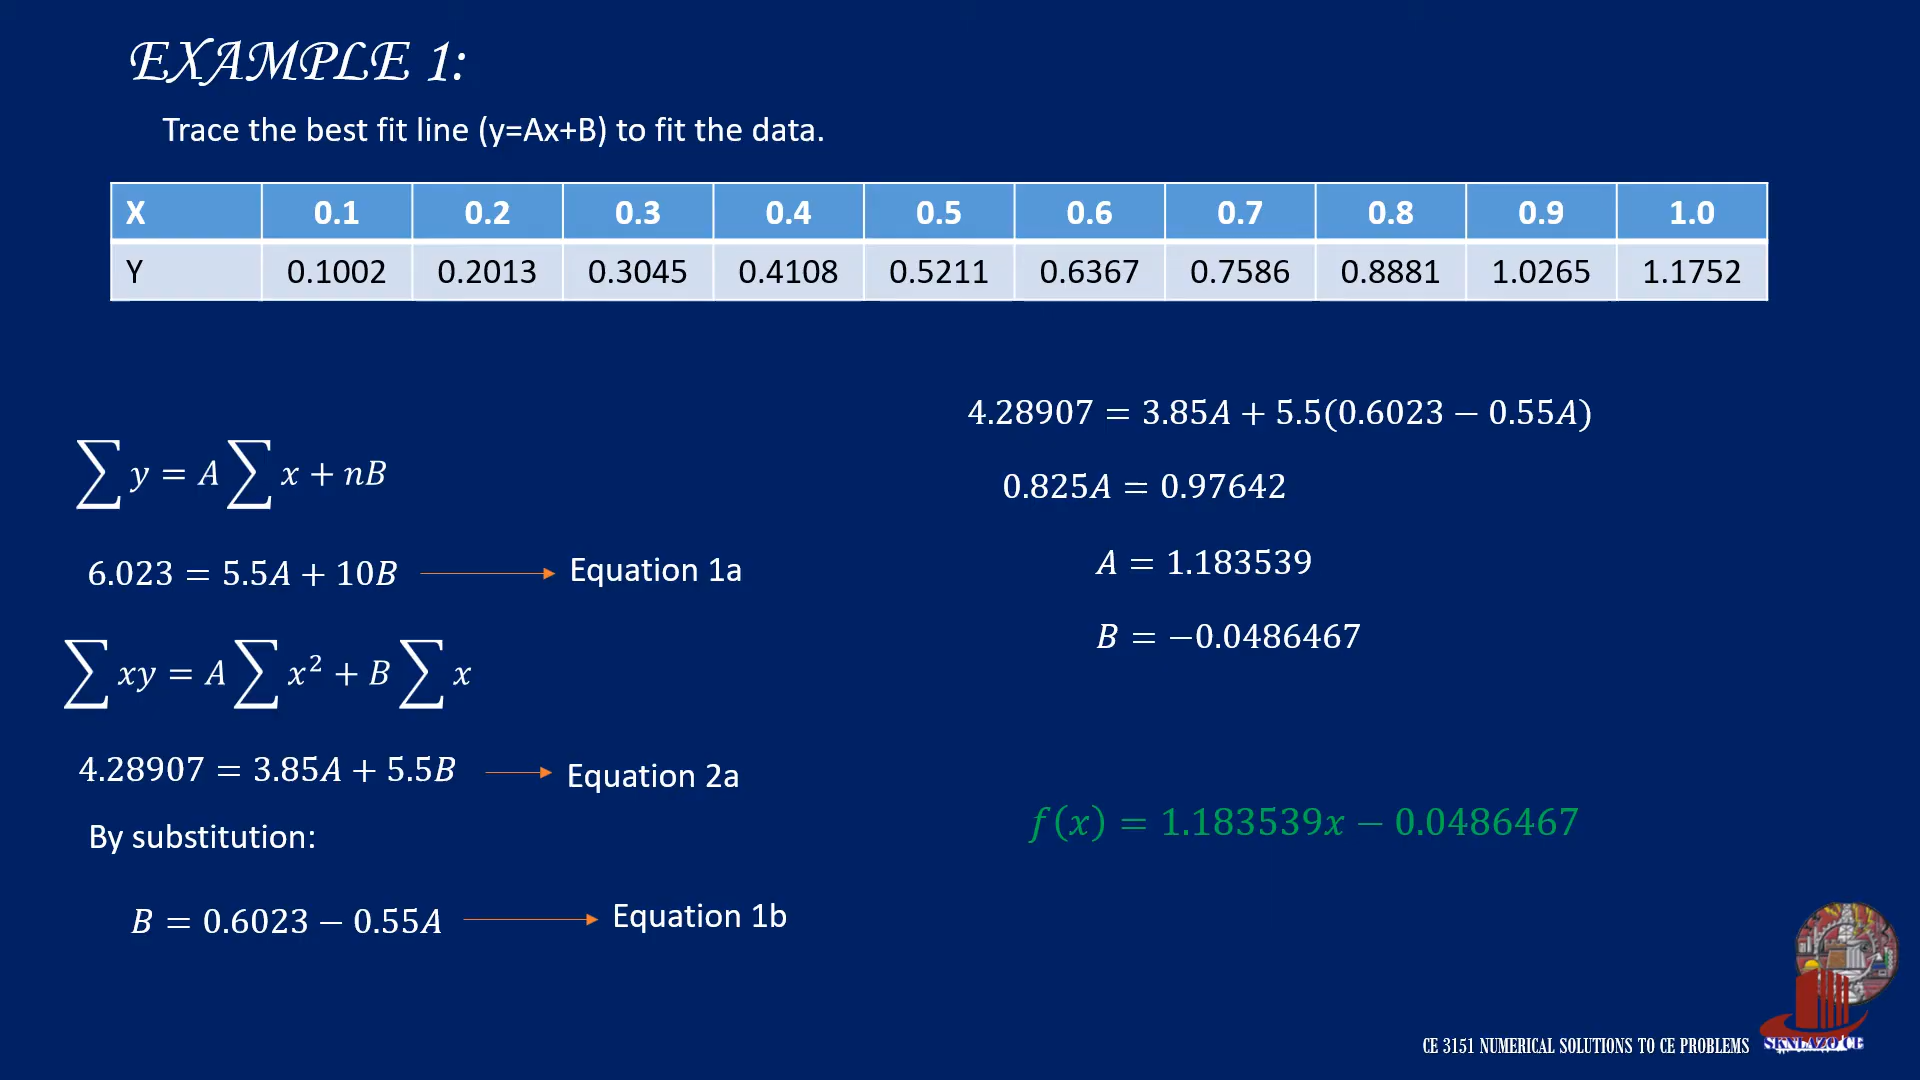 EXAMPLE 1:
Trace the best fit line (y=Ax+B) to fit the data.
X 0.1 0.2 0.3 0.4 0.5 0.6 0.7 0.8 0.9 1.0
Y 0.1002 0.2013 0.3045 0.4108 0.5211 0.6367 0.7586 0.8881 1.0265 1.1752
∑y = A∑x + nB
6.023 = 5.5A + 10B Equation 1a
∑xy = A∑x² + B∑x
4.28907 = 3.85A + 5.5B Equation 2a
By substitution:
B = 0.6023 − 0.55A Equation 1b
4.28907 = 3.85A + 5.5(0.6023 − 0.55A)
0.825A = 0.97642
A = 1.183539
B = −0.0486467
f(x) = 1.183539x − 0.0486467
CE 3151 NUMERICAL SOLUTIONS TO CE PROBLEMS